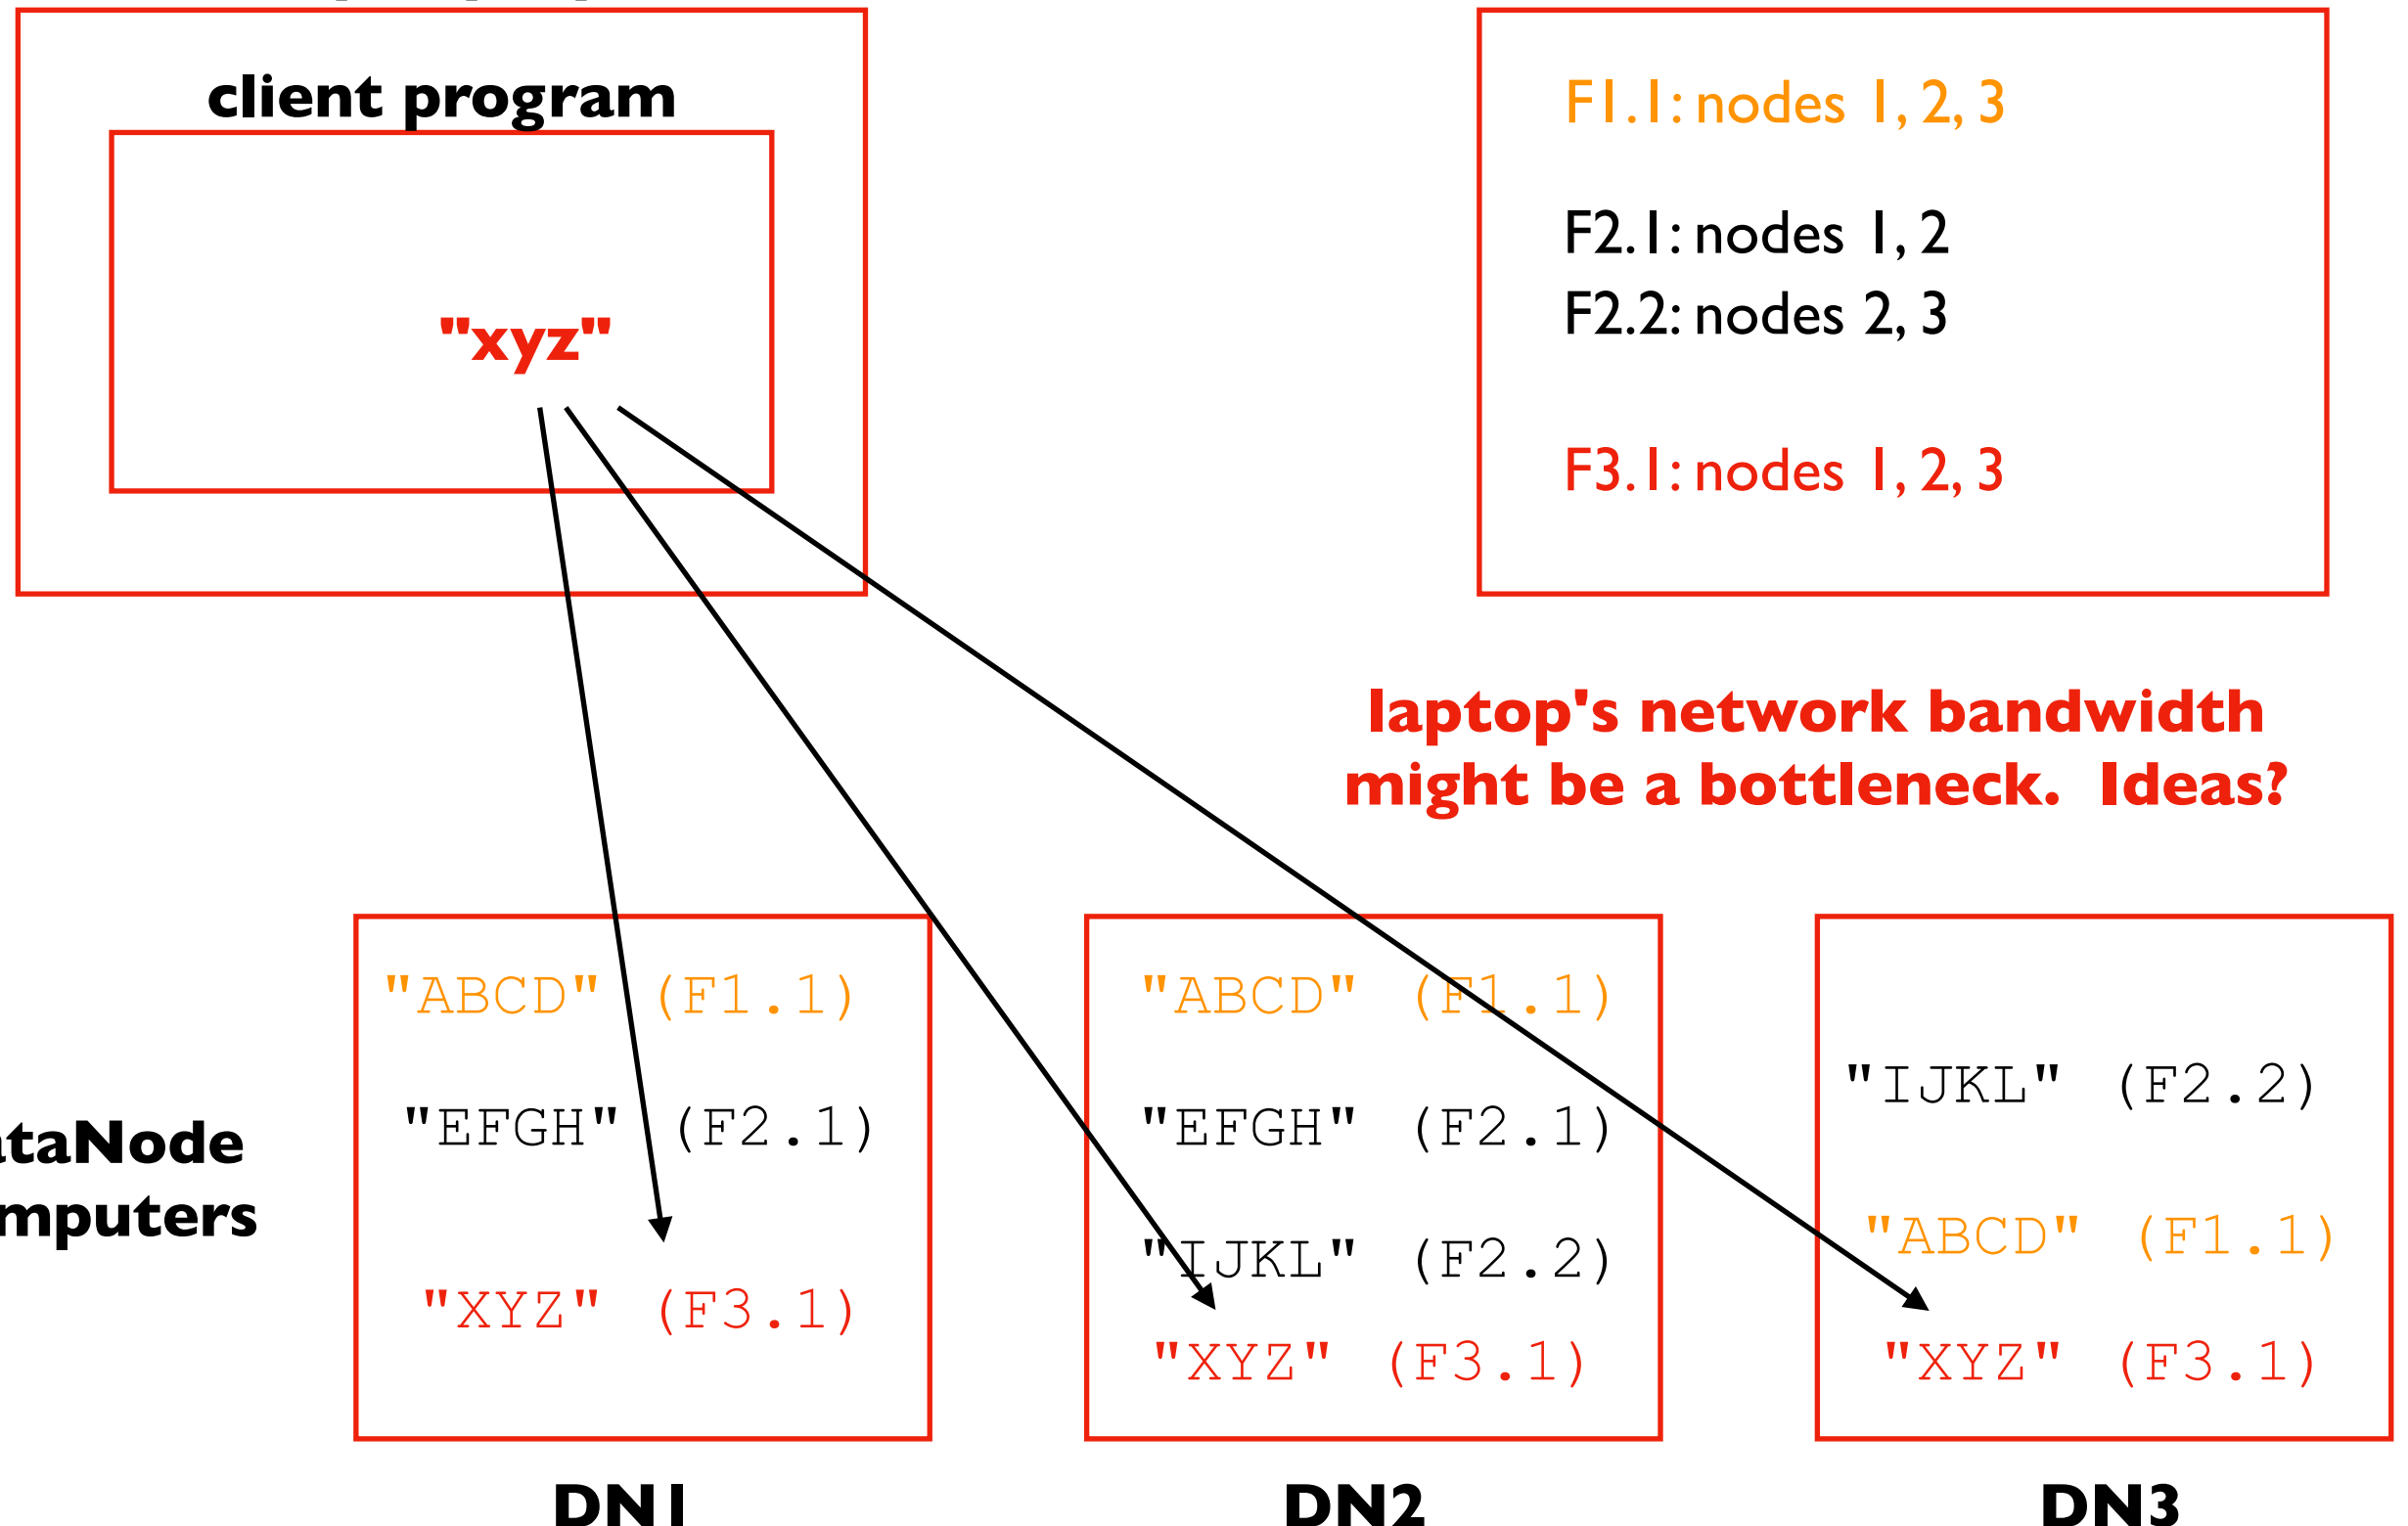 client program
"xyz"
F1.1: nodes 1, 2, 3
F2.1: nodes 1, 2
F2.2: nodes 2, 3
F3.1: nodes 1, 2, 3
laptop's network bandwidth
might be a bottleneck.  Ideas?
taNode
mputers
"ABCD" (F1.1)
"EFGH" (F2.1)
"XYZ" (F3.1)
DN1
"ABCD" (F1.1)
"EFGH" (F2.1)
"IJKL" (F2.2)
"XYZ" (F3.1)
DN2
"IJKL" (F2.2)
"ABCD" (F1.1)
"XYZ" (F3.1)
DN3